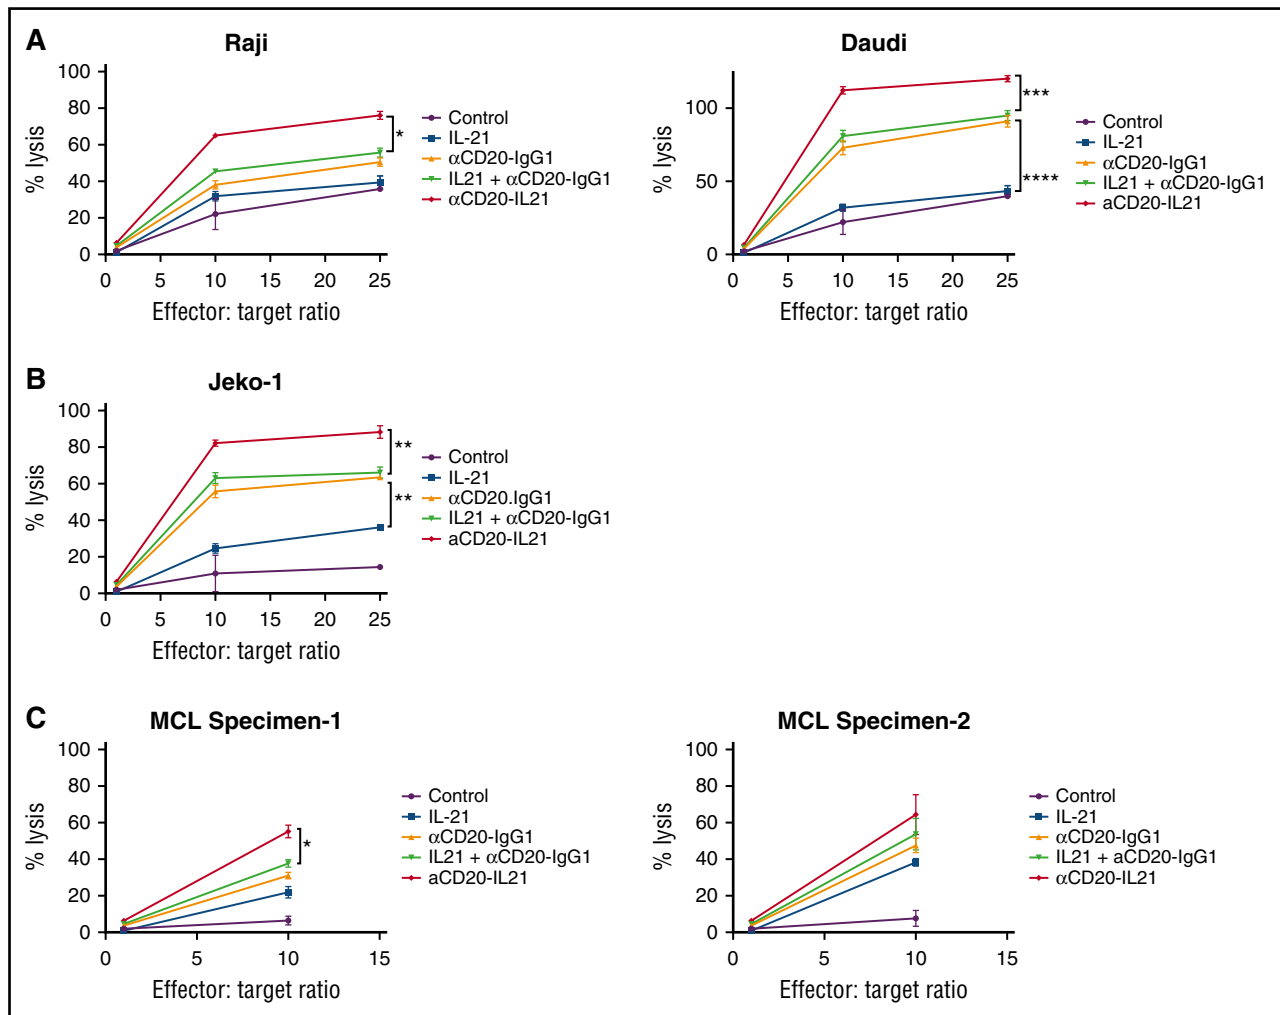 A
Raji
% lysis
100
80
60
40
20
0
0 5 10 15 20 25
Effector: target ratio
*
Control
IL-21
αCD20-IgG1
IL21 + αCD20-IgG1
αCD20-IL21
Daudi
% lysis
100
50
0
0 5 10 15 20 25
Effector: target ratio
***
****
Control
IL-21
αCD20-IgG1
IL21 + αCD20-IgG1
aCD20-IL21
B
Jeko-1
% lysis
100
80
60
40
20
0
0 5 10 15 20 25
Effector: target ratio
**
**
Control
IL-21
αCD20.IgG1
IL21 + αCD20-IgG1
aCD20-IL21
C
MCL Specimen-1
% lysis
100
80
60
40
20
0
0 5 10 15
Effector: target ratio
*
Control
IL-21
αCD20-IgG1
IL21 + αCD20-IgG1
aCD20-IL21
MCL Specimen-2
% lysis
100
80
60
40
20
0
0 5 10 15
Effector: target ratio
Control
IL-21
αCD20-IgG1
IL21 + aCD20-IgG1
αCD20-IL21